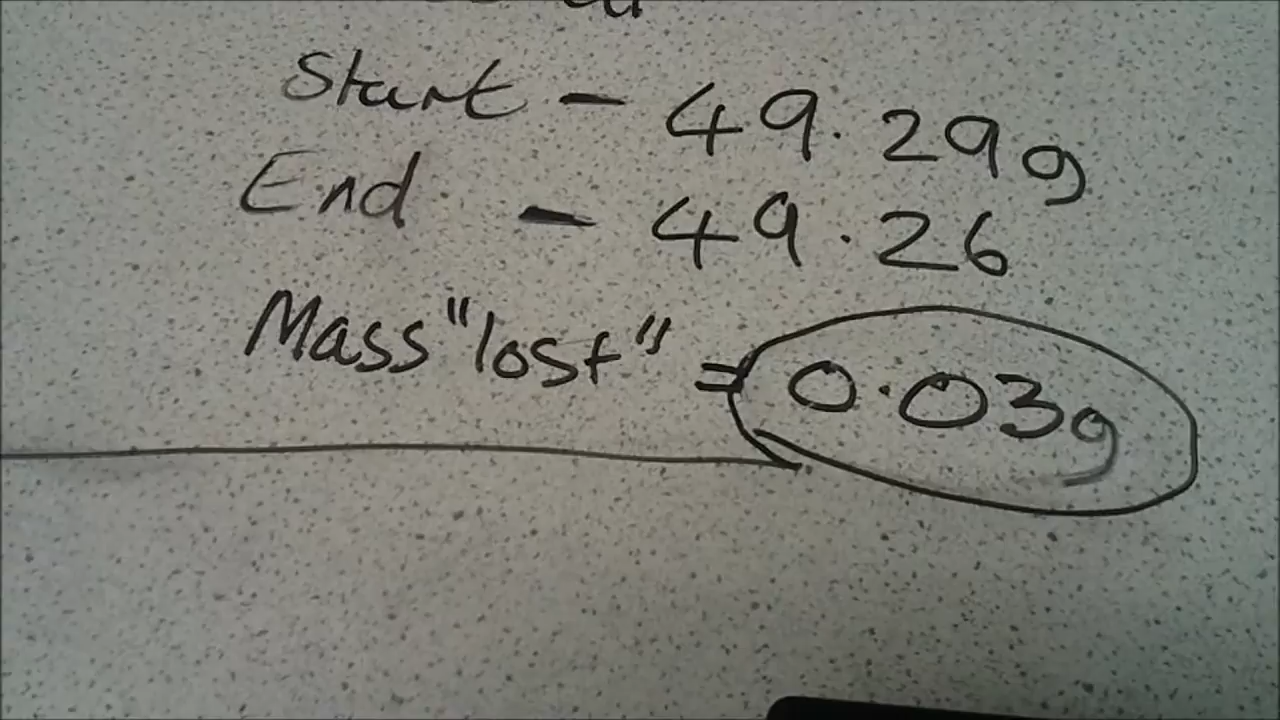 Start - 49.29g
End - 49.26
Mass "lost" = 0.03g